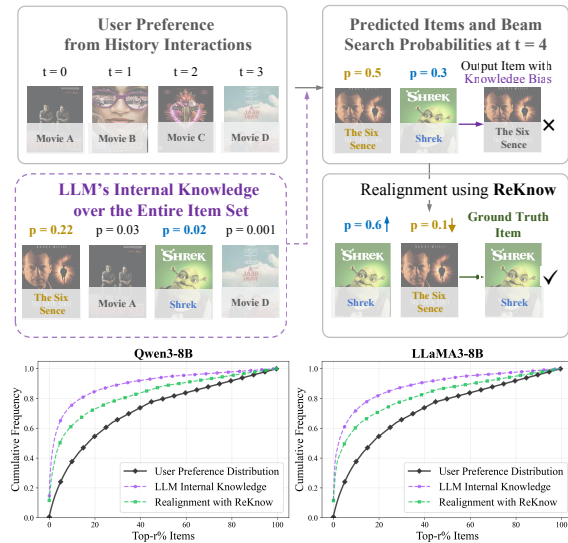 User Preference
from History Interactions
t = 0
t = 1
t = 2
t = 3
Movie A
Movie B
Movie C
Movie D
Predicted Items and Beam
Search Probabilities at t = 4
p = 0.5
p = 0.3
Output Item with
Knowledge Bias
SHREK
The Six
Sence
Shrek
The Six
Sence
LLM's Internal Knowledge
over the Entire Item Set
p = 0.22
p = 0.03
p = 0.02
p = 0.001
SHREK
The Six
Sence
Movie A
Shrek
Movie D
Realignment using ReKnow
p = 0.6
p = 0.1
Ground Truth
Item
SHREK
SHREK
Shrek
The Six
Sence
Shrek
Qwen3-8B
Cumulative Frequency
1.0
0.8
0.6
0.4
0.2
0.0
User Preference Distribution
LLM Internal Knowledge
Realignment with ReKnow
0
20
40
60
80
100
Top-r% Items
LLaMA3-8B
Cumulative Frequency
1.0
0.8
0.6
0.4
0.2
0.0
User Preference Distribution
LLM Internal Knowledge
Realignment with ReKnow
0
20
40
60
80
100
Top-r% Items